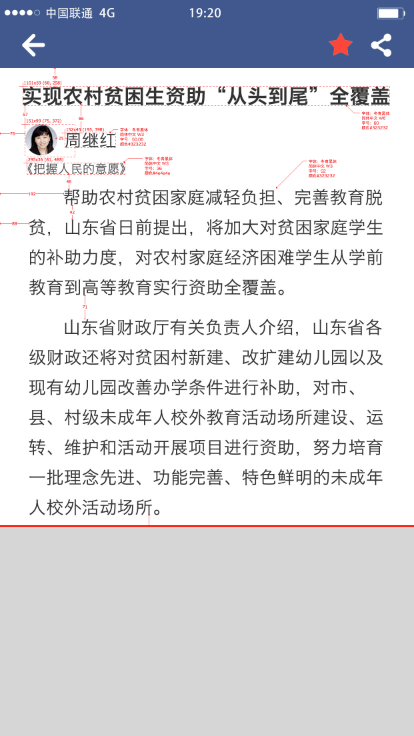 中国联通 4G 19:20
实现农村贫困生资助“从头到尾”全覆盖
周继红
《把握人民的意愿》
帮助农村贫困家庭减轻负担、完善教育脱
贫，山东省日前提出，将加大对贫困家庭学生
的补助力度，对农村家庭经济困难学生从学前
教育到高等教育实行资助全覆盖。
山东省财政厅有关负责人介绍，山东省各
级财政还将对贫困村新建、改扩建幼儿园以及
现有幼儿园改善办学条件进行补助，对市、
县、村级未成年人校外教育活动场所建设、运
转、维护和活动开展项目进行资助，努力培育
一批理念先进、功能完善、特色鲜明的未成年
人校外活动场所。